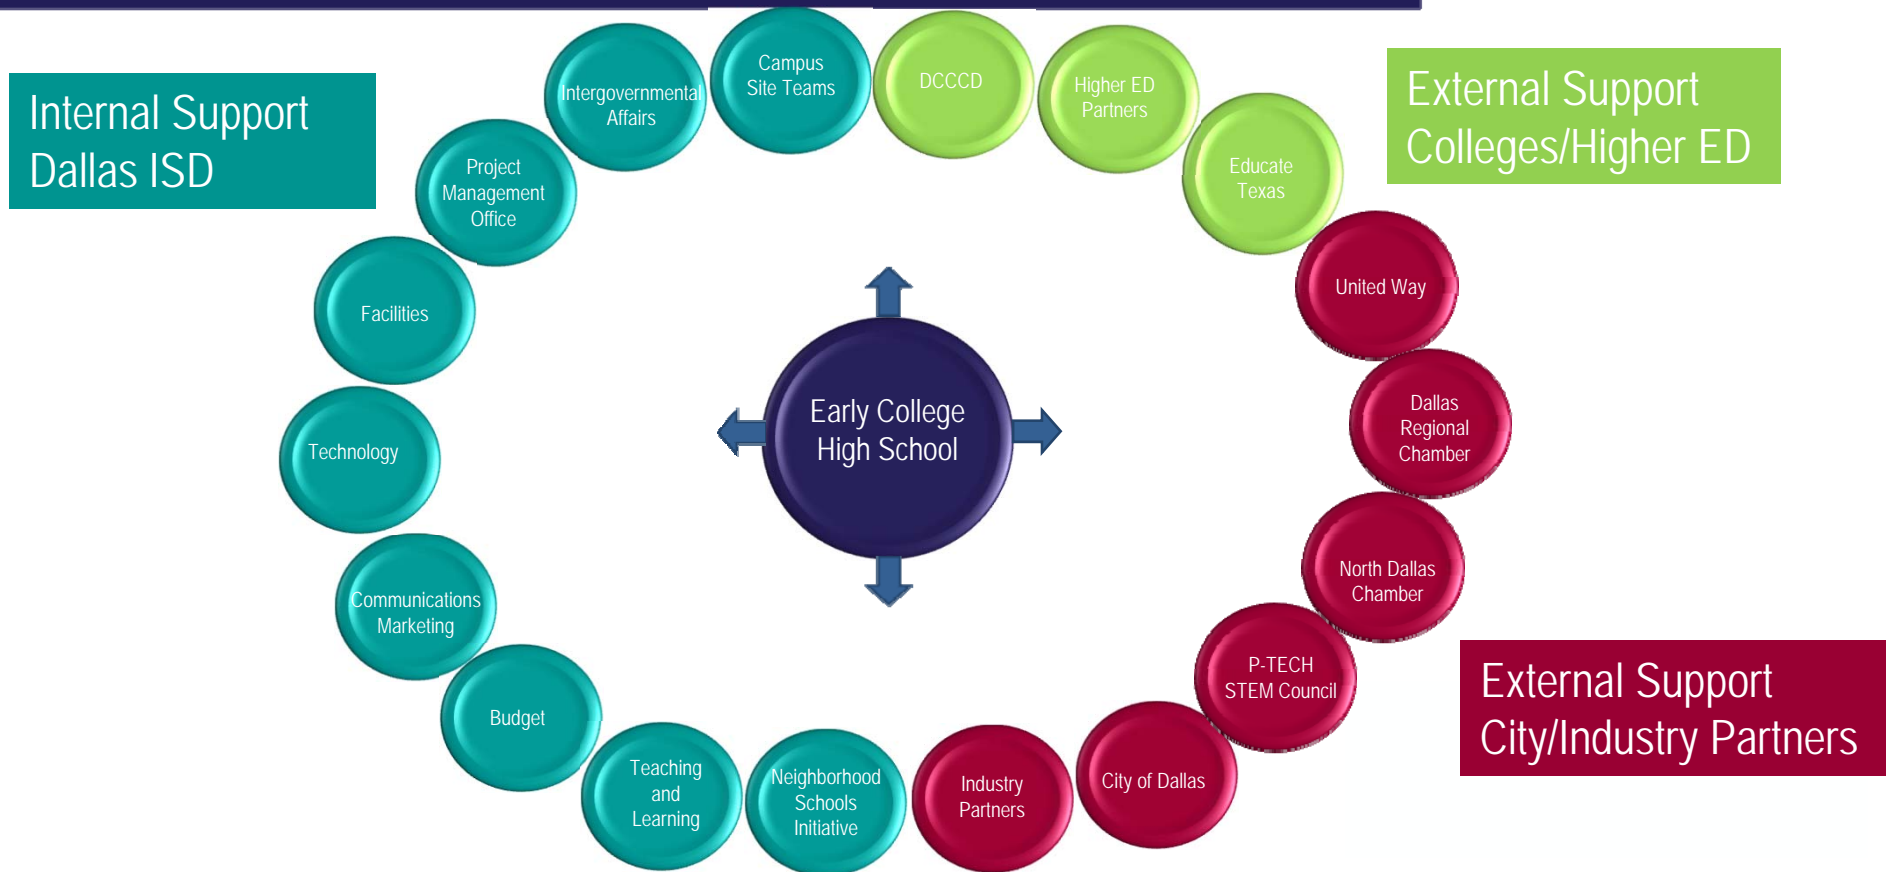 Internal Support
Dallas ISD
External Support
Colleges/Higher ED
External Support
City/Industry Partners
Early College
High School
Campus
Site Teams
DCCCD
Higher ED
Partners
Educate
Texas
United Way
Dallas
Regional
Chamber
North Dallas
Chamber
P-TECH
STEM Council
City of Dallas
Industry
Partners
Neighborhood
Schools
Initiative
Teaching
and
Learning
Budget
Communications
Marketing
Technology
Facilities
Project
Management
Office
Intergovernmental
Affairs